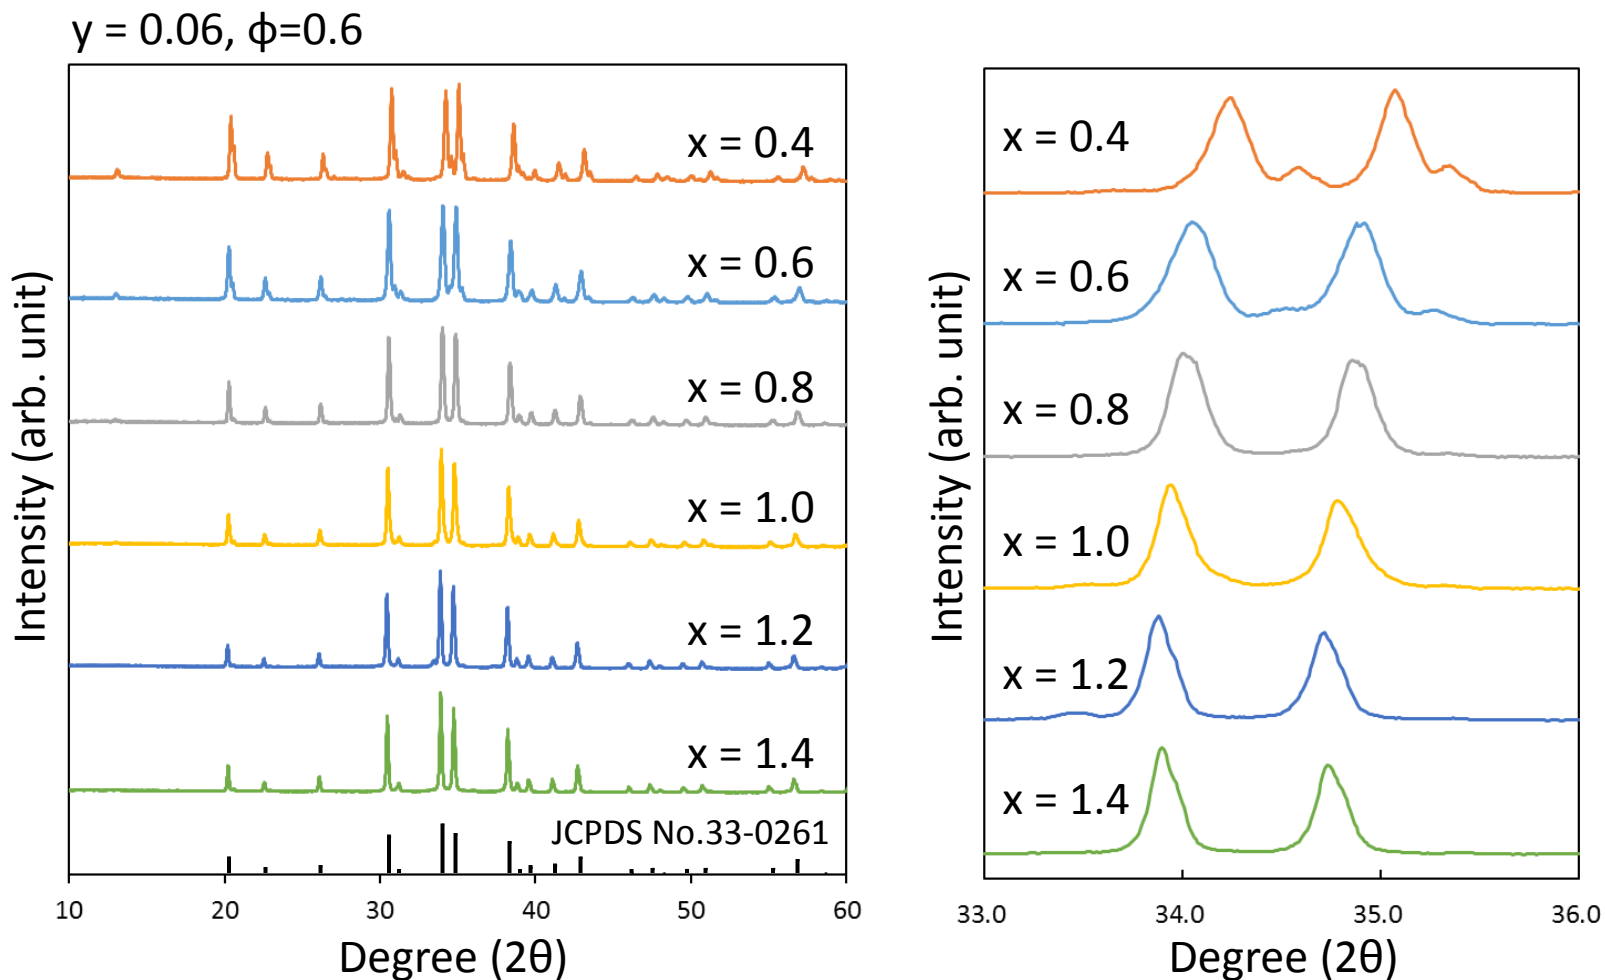 y = 0.06, ϕ=0.6
Intensity (arb. unit)
x = 0.4
x = 0.6
x = 0.8
x = 1.0
x = 1.2
x = 1.4
JCPDS No.33-0261
10 20 30 40 50 60
Degree (2θ)
Intensity (arb. unit)
x = 0.4
x = 0.6
x = 0.8
x = 1.0
x = 1.2
x = 1.4
33.0 34.0 35.0 36.0
Degree (2θ)